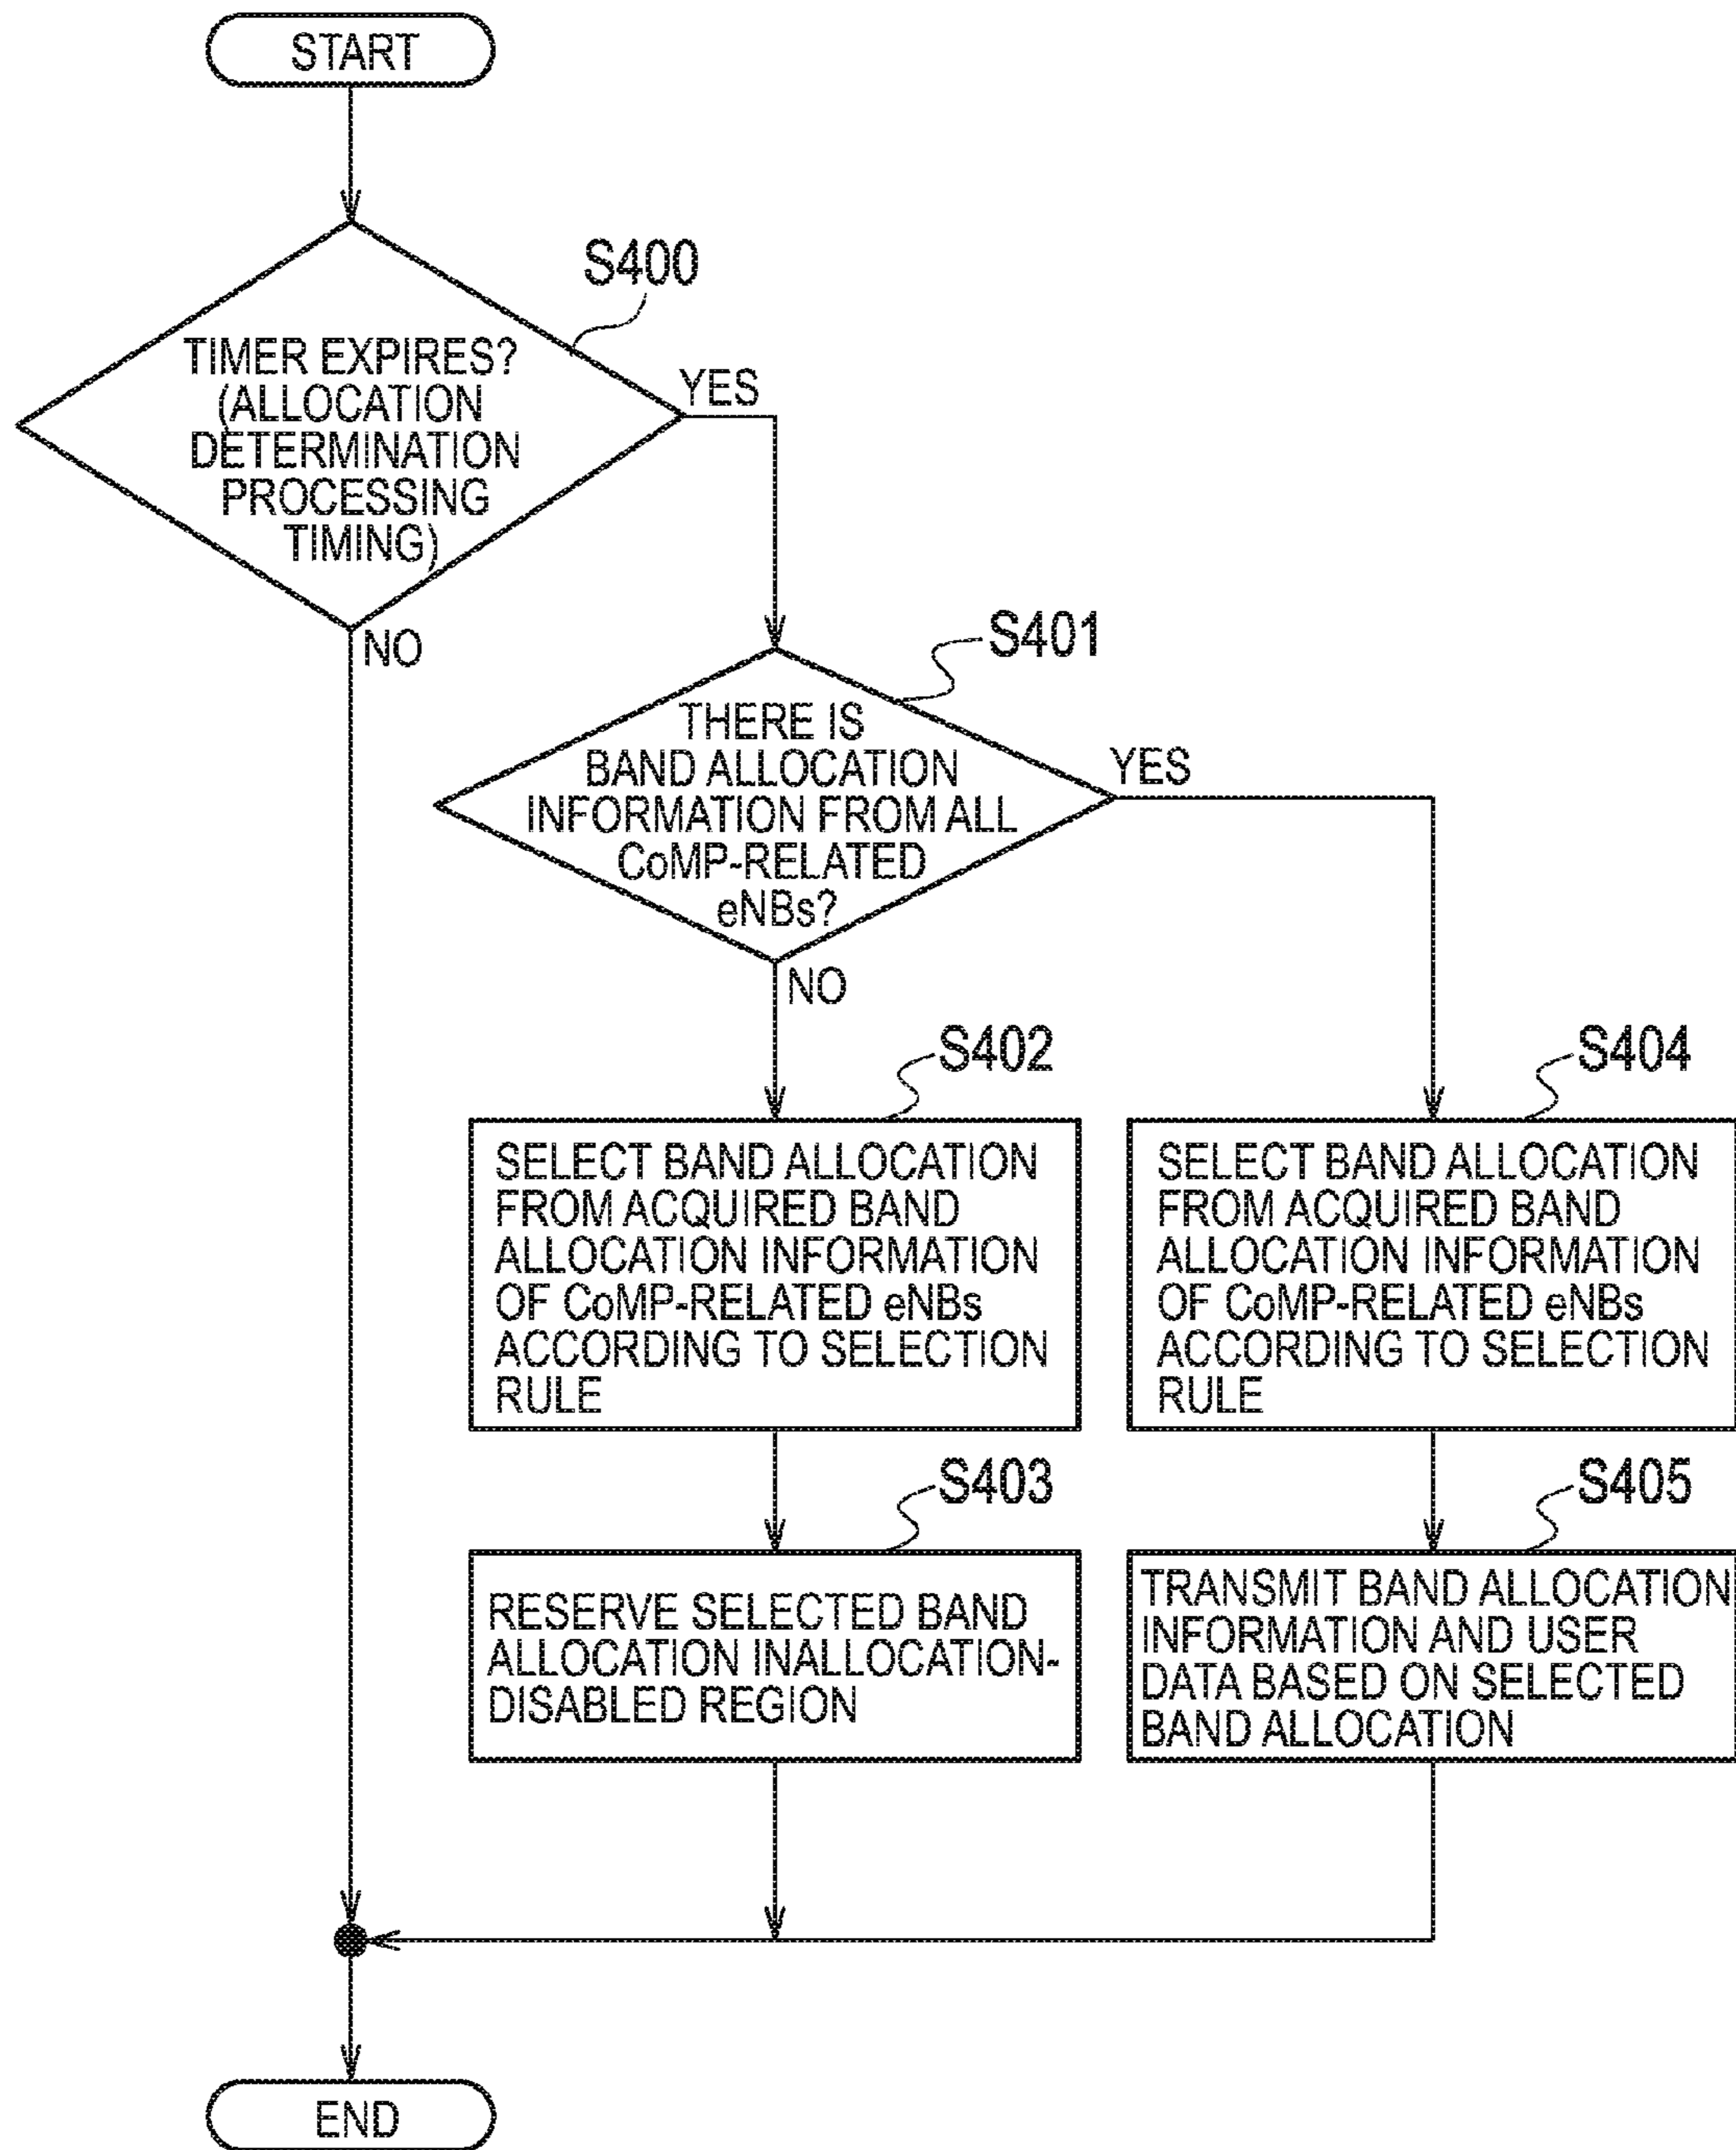 START
S400
TIMER EXPIRES?
(ALLOCATION
DETERMINATION
PROCESSING
TIMING)
YES
NO
S401
THERE IS
BAND ALLOCATION
INFORMATION FROM ALL
CoMP-RELATED
eNBs?
YES
NO
S402
SELECT BAND ALLOCATION
FROM ACQUIRED BAND
ALLOCATION INFORMATION
OF CoMP-RELATED eNBs
ACCORDING TO SELECTION
RULE
S404
SELECT BAND ALLOCATION
FROM ACQUIRED BAND
ALLOCATION INFORMATION
OF CoMP-RELATED eNBs
ACCORDING TO SELECTION
RULE
S403
RESERVE SELECTED BAND
ALLOCATION INALLOCATION-
DISABLED REGION
S405
TRANSMIT BAND ALLOCATION
INFORMATION AND USER
DATA BASED ON SELECTED
BAND ALLOCATION
END